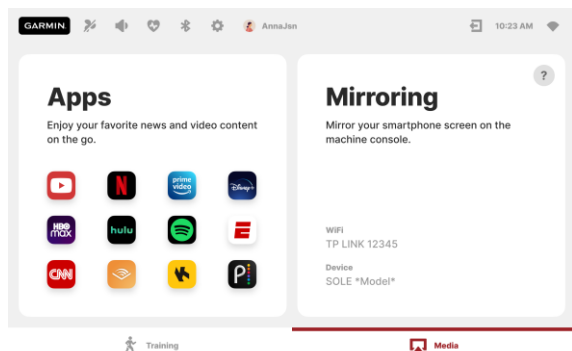 GARMIN
AnnaJan
10:23 AM
Apps
Enjoy your favorite news and video content
on the go.
N
prime
video
Disney+
HBO
max
hulu
E
CNN
P
Mirroring
?
Mirror your smartphone screen on the
machine console.
WiFi
TP LINK 12345
Device
SOLE *Model*
Training
Media